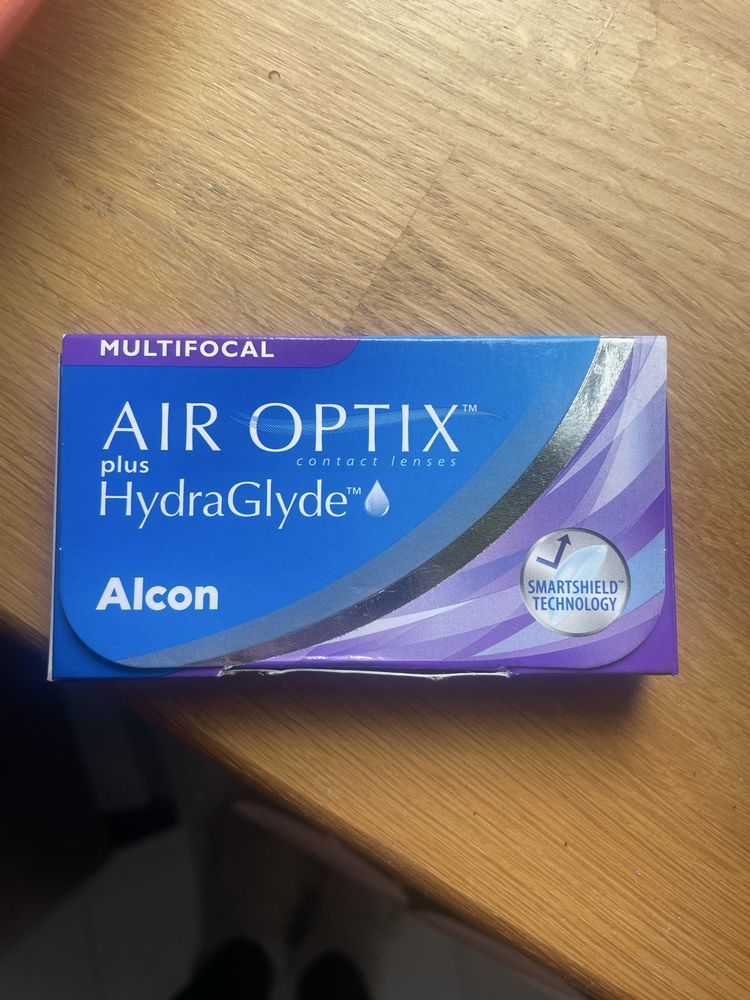 MULTIFOCAL
AIR OPTIX™
contact lenses
plus
HydraGlyde™
Alcon
SMARTSHIELD™
TECHNOLOGY